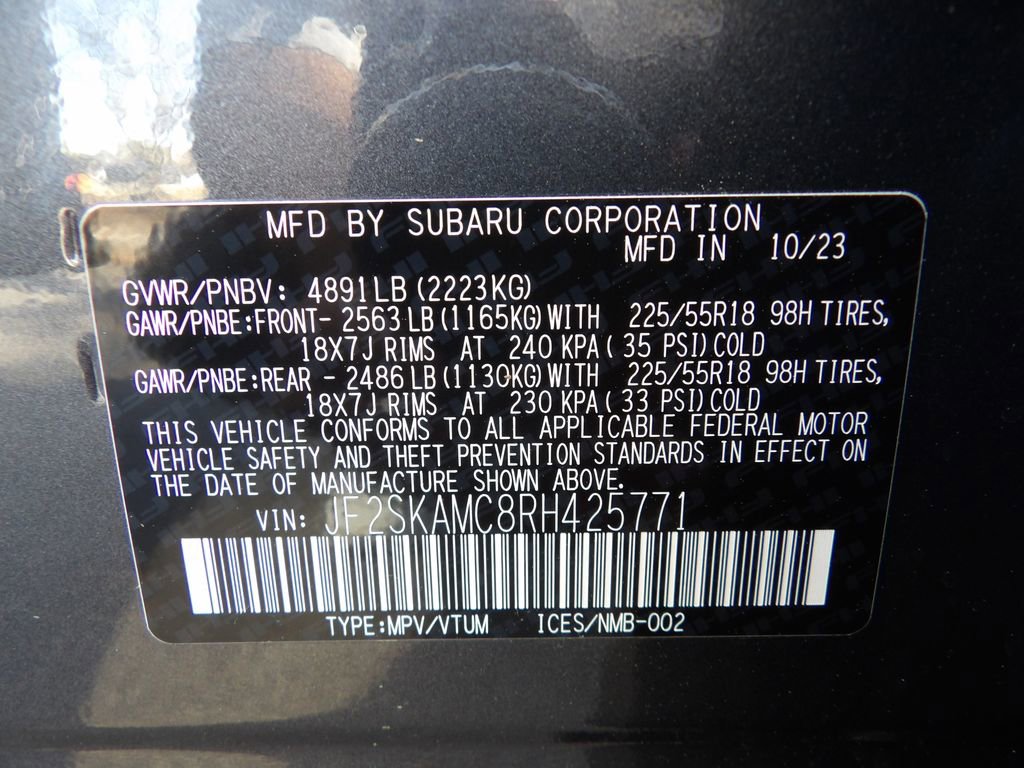 MFD BY SUBARU CORPORATION
MFD IN 10/23
GVWR/PNBV: 4891LB (2223KG)
GAWR/PNBE:FRONT- 2563 LB (1165KG) WITH 225/55R18 98H TIRES,
18X7J RIMS AT 240 KPA ( 35 PSI) COLD
GAWR/PNBE:REAR - 2486 LB (1130KG) WITH 225/55R18 98H TIRES,
18X7J RIMS AT 230 KPA ( 33 PSI) COLD
THIS VEHICLE CONFORMS TO ALL APPLICABLE FEDERAL MOTOR
VEHICLE SAFETY AND THEFT PREVENTION STANDARDS IN EFFECT ON
THE DATE OF MANUFACTURE SHOWN ABOVE.
VIN: JF2SKAMC8RH425771
TYPE:MPV/VTUM ICES/NMB-002